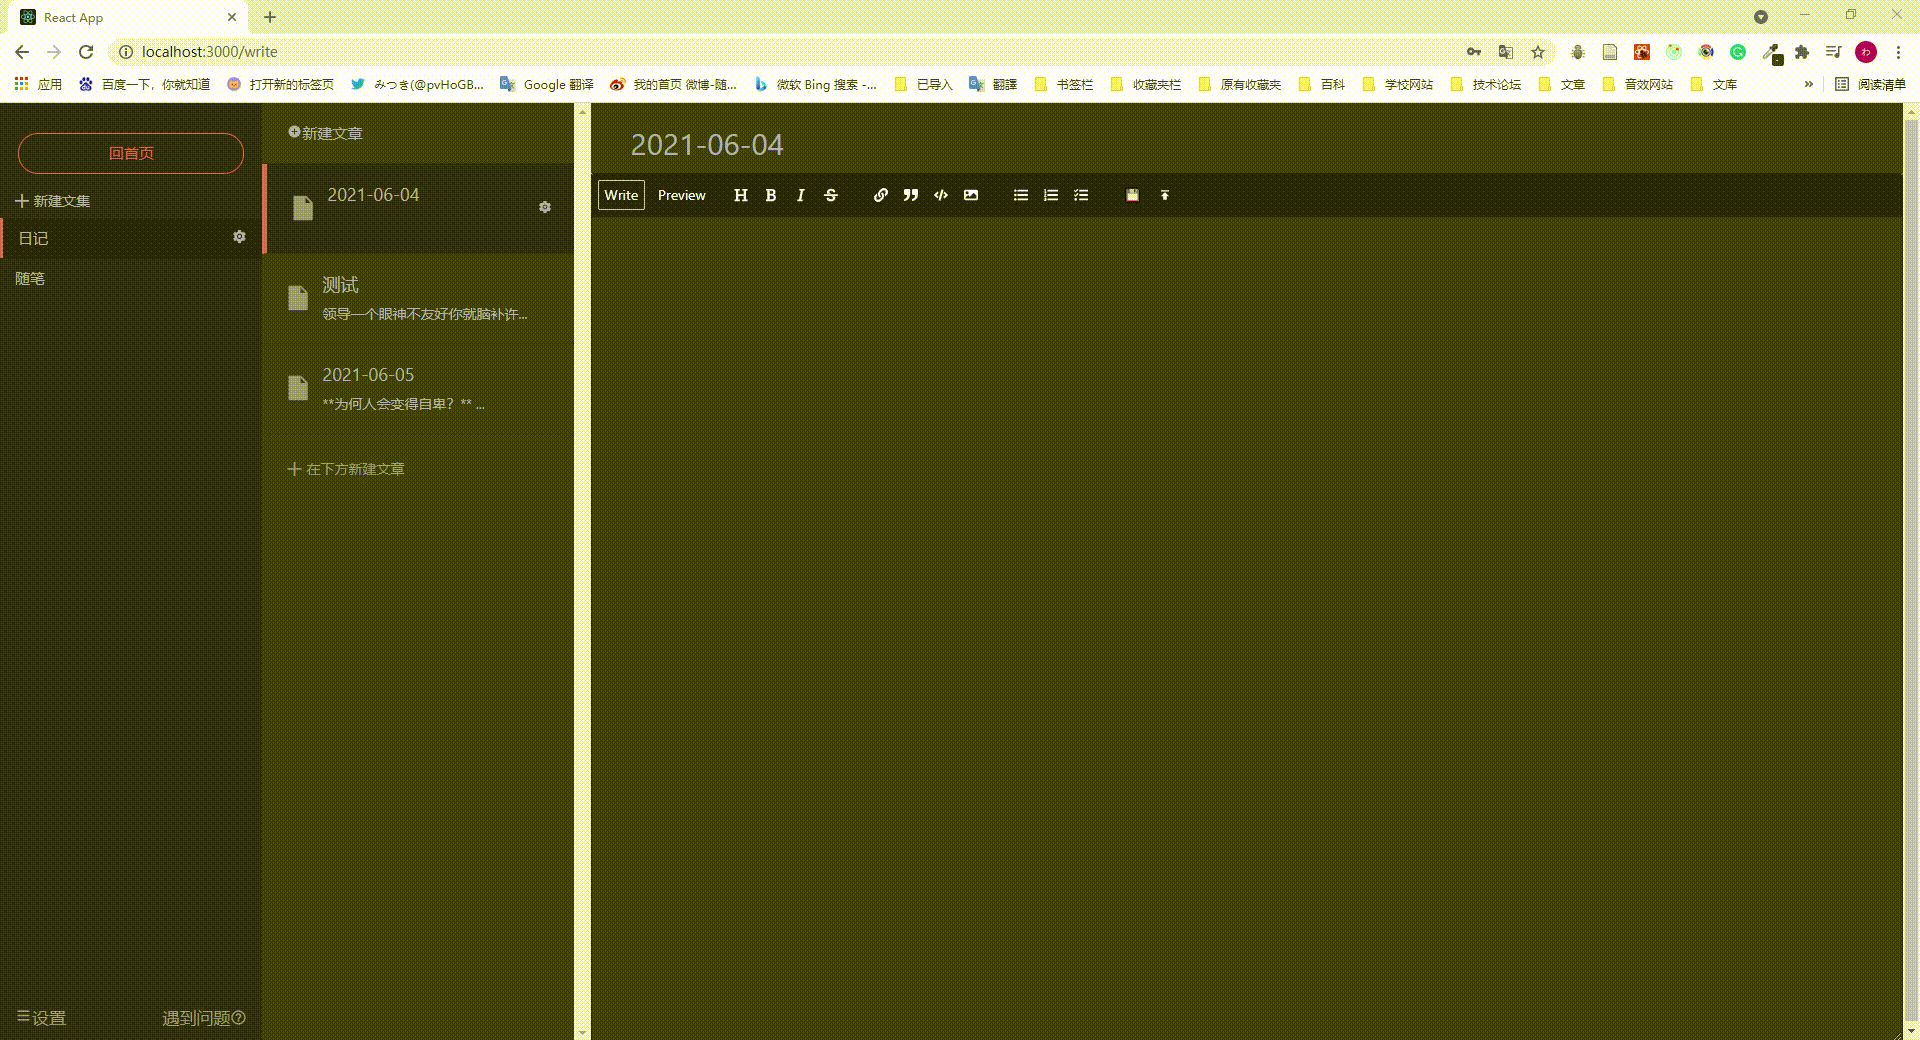 React App
localhost:3000/write
应用
百度一下，你就知道
打开新的标签页
みつき(@pvHoGB...
Google 翻译
我的首页 微博-随...
微软 Bing 搜索 -...
已导入
翻譯
书签栏
收藏夹栏
原有收藏夹
百科
学校网站
技术论坛
文章
音效网站
文库
»
阅读清单
回首页
新建文集
日记
随笔
设置
遇到问题
新建文章
2021-06-04
测试
领导一个眼神不友好你就脑补许...
2021-06-05
**为何人会变得自卑？** ...
在下方新建文章
2021-06-04
Write Preview H B I S